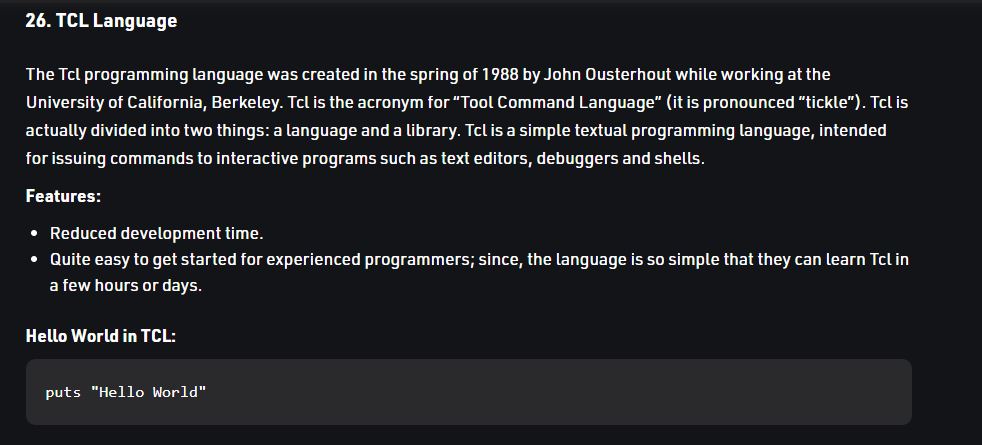 26. TCL Language
The Tcl programming language was created in the spring of 1988 by John Ousterhout while working at the
University of California, Berkeley. Tcl is the acronym for “Tool Command Language” (it is pronounced “tickle”). Tcl is
actually divided into two things: a language and a library. Tcl is a simple textual programming language, intended
for issuing commands to interactive programs such as text editors, debuggers and shells.
Features:
• Reduced development time.
• Quite easy to get started for experienced programmers; since, the language is so simple that they can learn Tcl in
a few hours or days.
Hello World in TCL:
puts "Hello World"